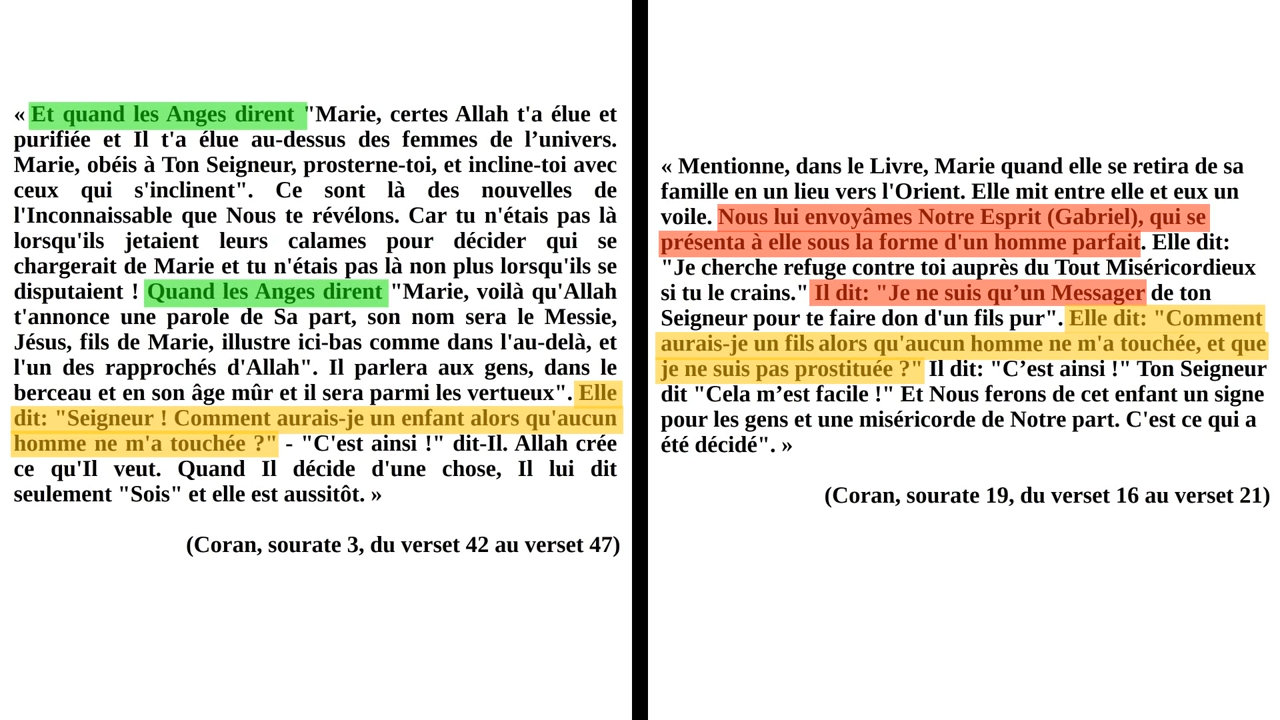 « Et quand les Anges dirent "Marie, certes Allah t'a élue et
purifiée et Il t'a élue au-dessus des femmes de l’univers.
Marie, obéis à Ton Seigneur, prosterne-toi, et incline-toi avec
ceux qui s'inclinent". Ce sont là des nouvelles de
l'Inconnaissable que Nous te révélons. Car tu n'étais pas là
lorsqu'ils jetaient leurs calames pour décider qui se
chargerait de Marie et tu n'étais pas là non plus lorsqu'ils se
disputaient ! Quand les Anges dirent "Marie, voilà qu'Allah
t'annonce une parole de Sa part, son nom sera le Messie,
Jésus, fils de Marie, illustre ici-bas comme dans l'au-delà, et
l'un des rapprochés d'Allah". Il parlera aux gens, dans le
berceau et en son âge mûr et il sera parmi les vertueux". Elle
dit: "Seigneur ! Comment aurais-je un enfant alors qu'aucun
homme ne m'a touchée ?" - "C'est ainsi !" dit-Il. Allah crée
ce qu'Il veut. Quand Il décide d'une chose, Il lui dit
seulement "Sois" et elle est aussitôt. »
(Coran, sourate 3, du verset 42 au verset 47)
« Mentionne, dans le Livre, Marie quand elle se retira de sa
famille en un lieu vers l'Orient. Elle mit entre elle et eux un
voile. Nous lui envoyâmes Notre Esprit (Gabriel), qui se
présenta à elle sous la forme d'un homme parfait. Elle dit:
"Je cherche refuge contre toi auprès du Tout Miséricordieux
si tu le crains." Il dit: "Je ne suis qu’un Messager de ton
Seigneur pour te faire don d'un fils pur". Elle dit: "Comment
aurais-je un fils alors qu'aucun homme ne m'a touchée, et que
je ne suis pas prostituée ?" Il dit: "C’est ainsi !" Ton Seigneur
dit "Cela m’est facile !" Et Nous ferons de cet enfant un signe
pour les gens et une miséricorde de Notre part. C'est ce qui a
été décidé". »
(Coran, sourate 19, du verset 16 au verset 21)